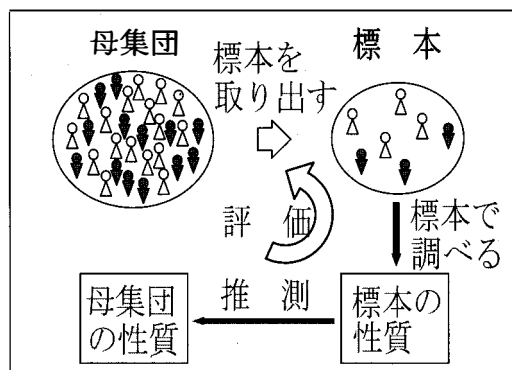 母集団
標本を
取り出す
標 本
評 価
標本で
調べる
母集団
の性質
推 測
標本の
性質